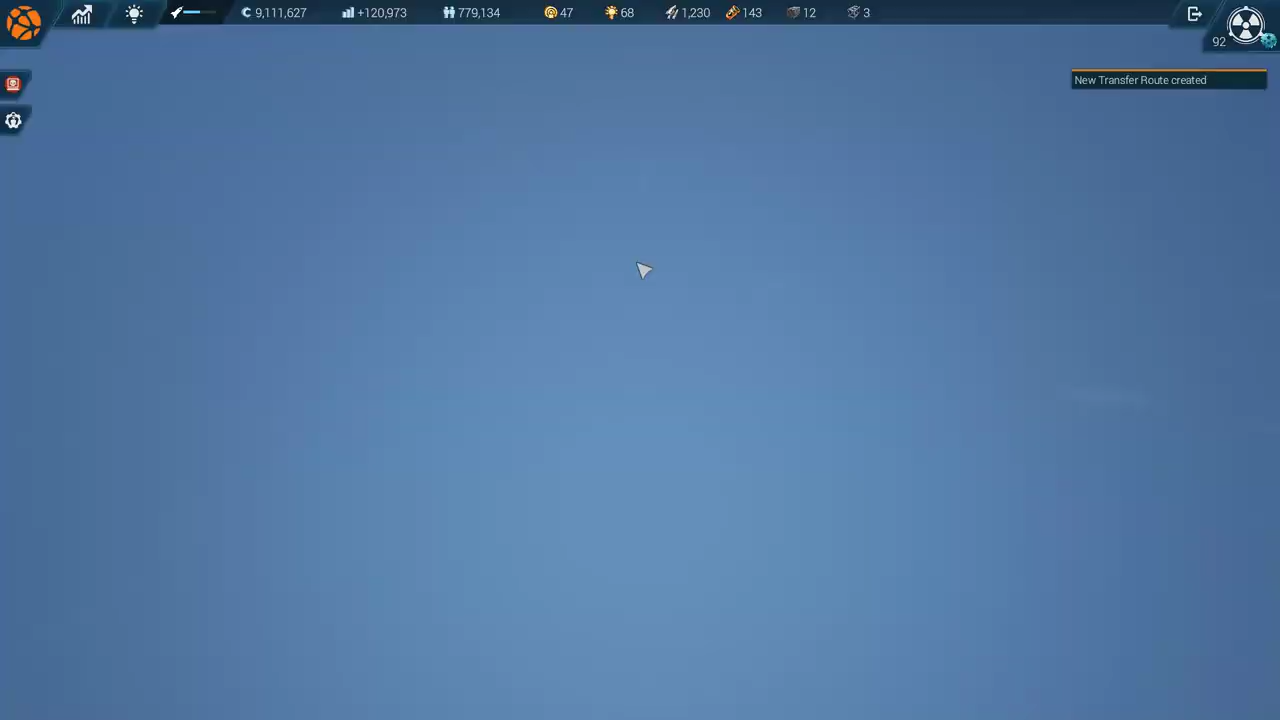 9,111,627 +120,973 779,134 47 68 1,230 143 12 3
92
New Transfer Route created